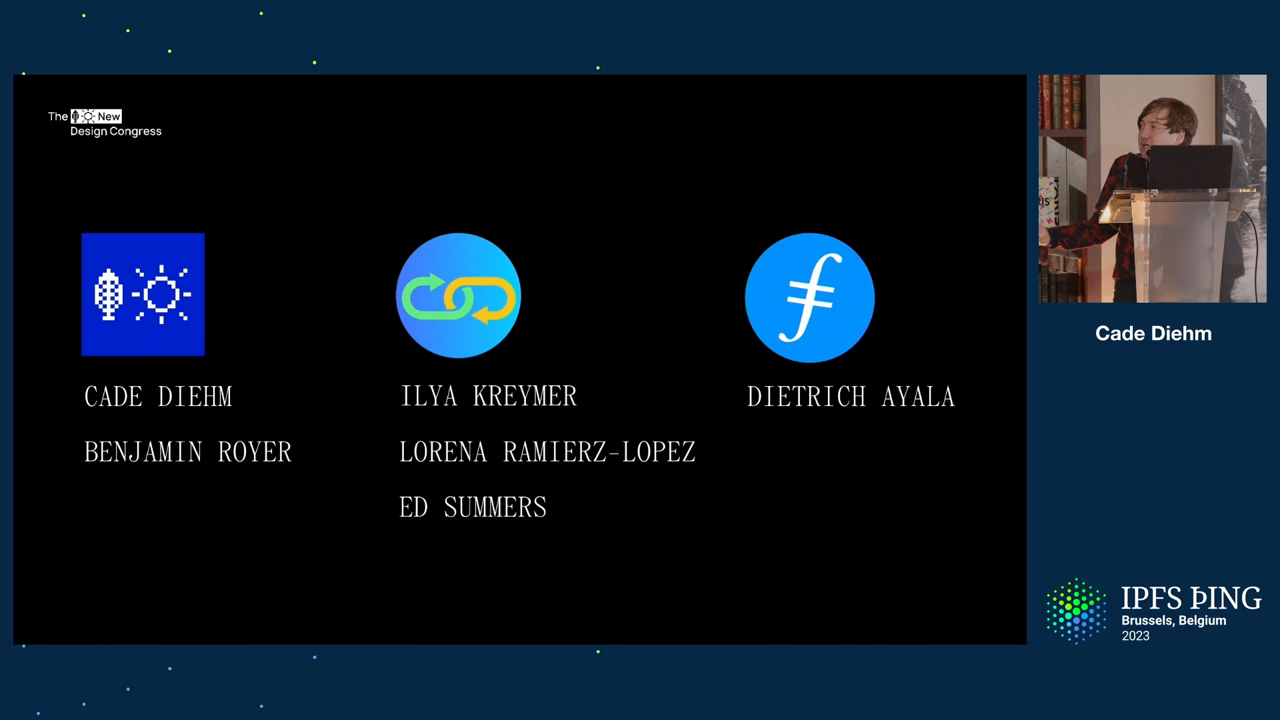 The New
Design Congress
CADE DIEHM
BENJAMIN ROYER
ILYA KREYMER
LORENA RAMIERZ-LOPEZ
ED SUMMERS
DIETRICH AYALA
Cade Diehm
IPFS ÞING
Brussels, Belgium
2023